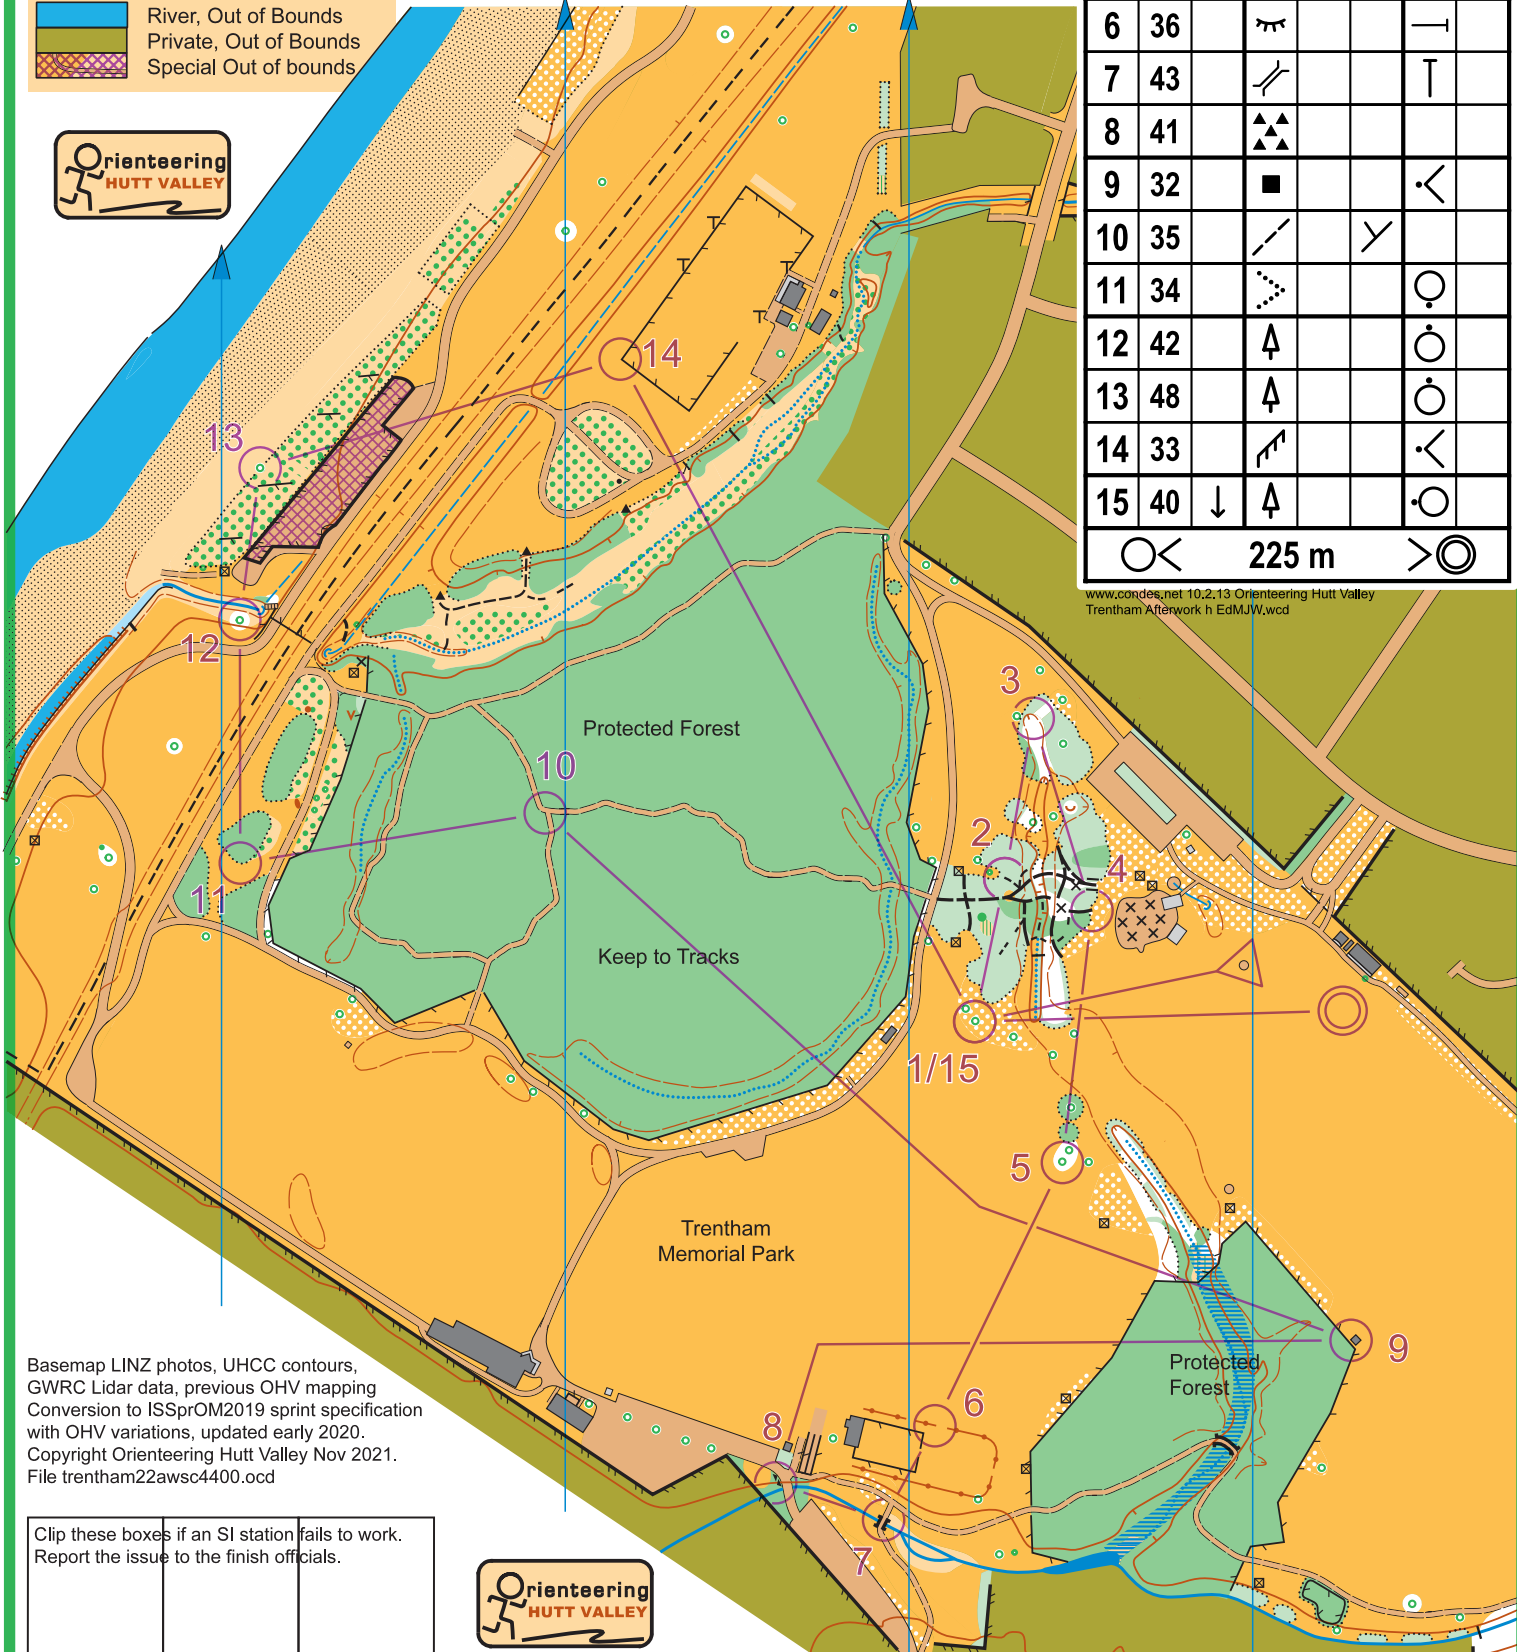 River, Out of Bounds
Private, Out of Bounds
Special Out of bounds
Orienteering
HUTT VALLEY
6 36
7 43
8 41
9 32
10 35
11 34
12 42
13 48
14 33
15 40
225 m
www.condes.net 10.2.13 Orienteering Hutt Valley
Trentham Afterwork h EdMJW.wcd
14
13
12
3
Protected Forest
10
2
4
11
Keep to Tracks
1/15
5
Trentham
Memorial Park
9
Protected
Forest
6
8
7
Basemap LINZ photos, UHCC contours,
GWRC Lidar data, previous OHV mapping
Conversion to ISSprOM2019 sprint specification
with OHV variations, updated early 2020.
Copyright Orienteering Hutt Valley Nov 2021.
File trentham22awsc4400.ocd
Clip these boxes if an SI station fails to work.
Report the issue to the finish officials.
Orienteering
HUTT VALLEY